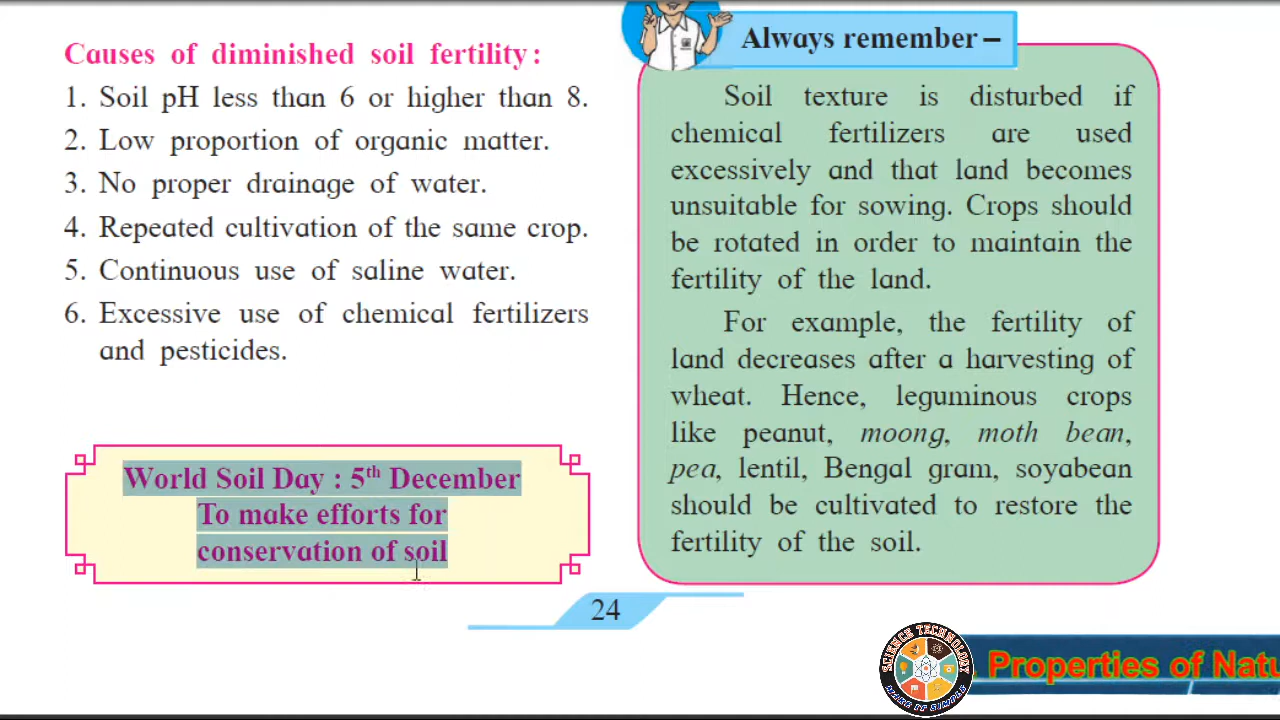 Causes of diminished soil fertility :
1. Soil pH less than 6 or higher than 8.
2. Low proportion of organic matter.
3. No proper drainage of water.
4. Repeated cultivation of the same crop.
5. Continuous use of saline water.
6. Excessive use of chemical fertilizers
and pesticides.
World Soil Day : 5th December
To make efforts for
conservation of soil
Always remember –
Soil texture is disturbed if
chemical fertilizers are used
excessively and that land becomes
unsuitable for sowing. Crops should
be rotated in order to maintain the
fertility of the land.
For example, the fertility of
land decreases after a harvesting of
wheat. Hence, leguminous crops
like peanut, moong, moth bean,
pea, lentil, Bengal gram, soyabean
should be cultivated to restore the
fertility of the soil.
24
SCIENCE TECHNOLOGY
MAKE IT SIMPLE
Properties of Natu